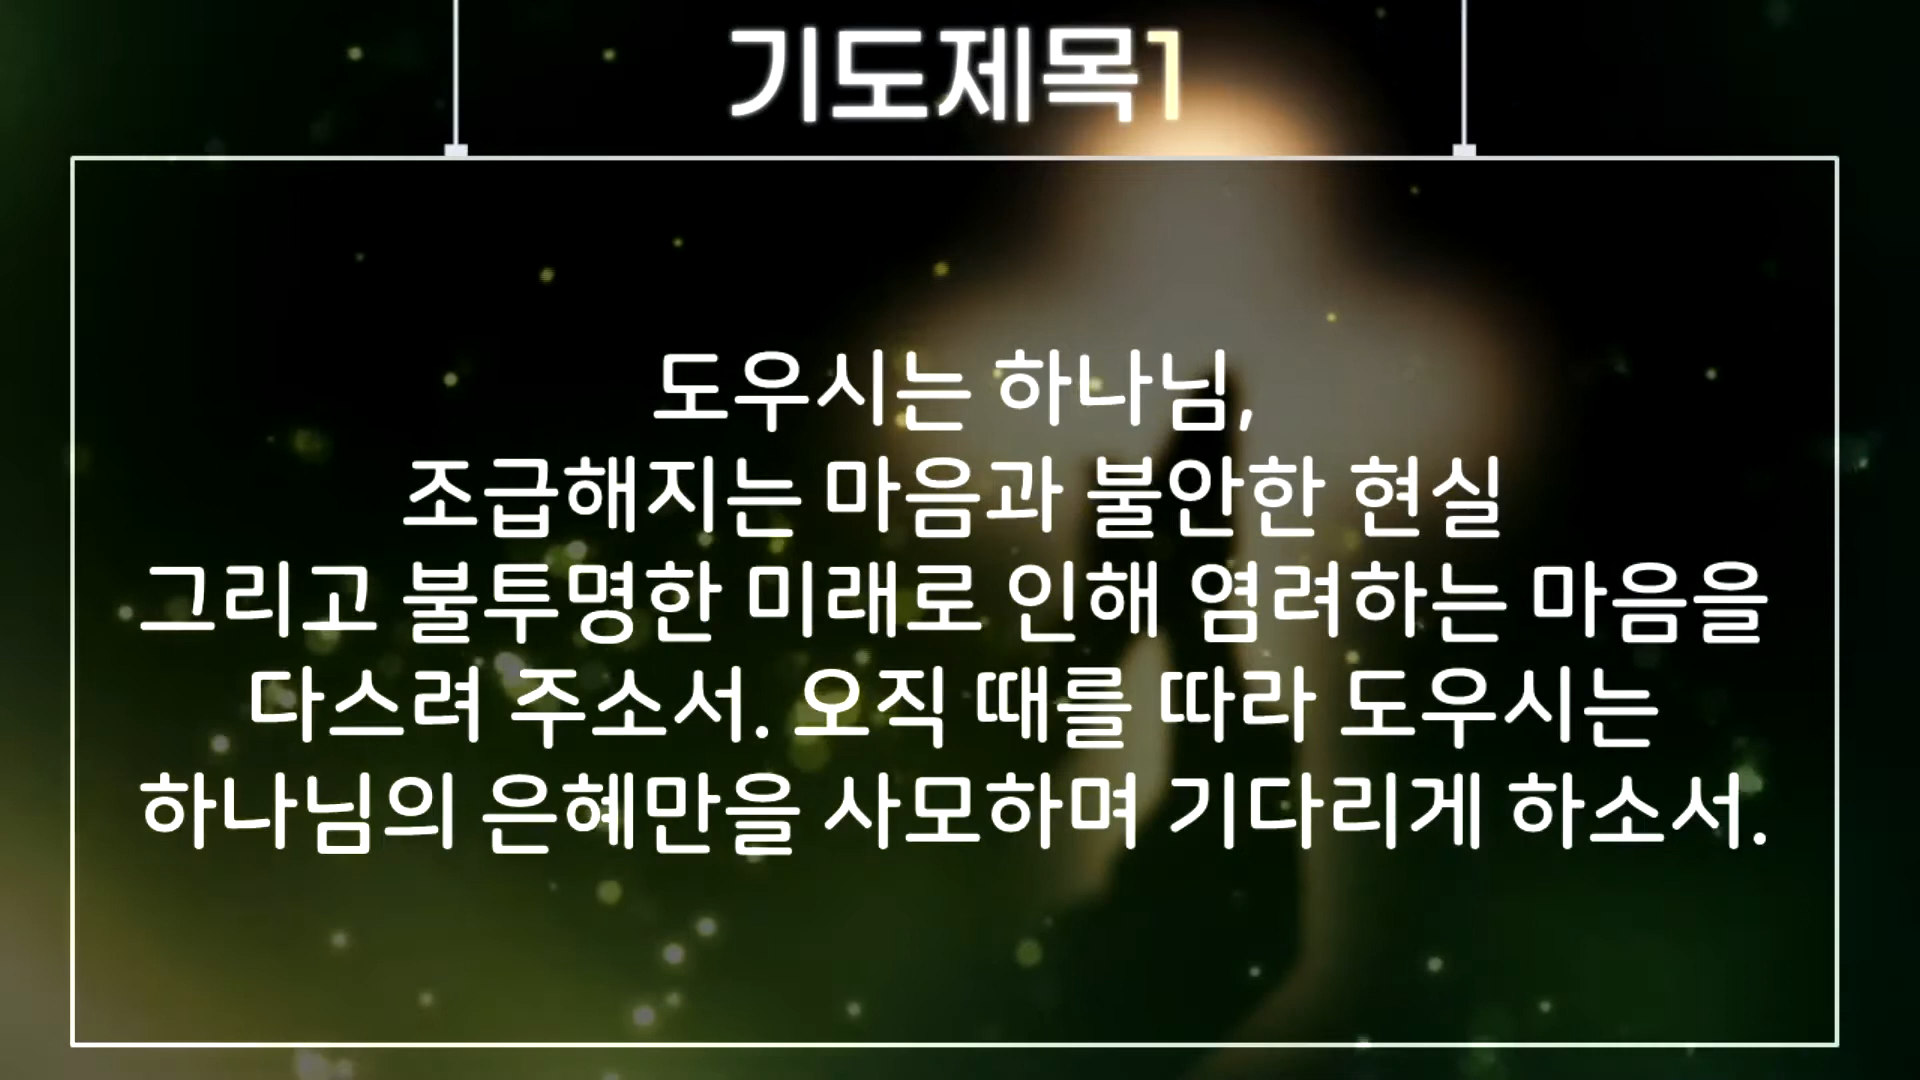 기도제목1
도우시는 하나님,
조급해지는 마음과 불안한 현실
그리고 불투명한 미래로 인해 염려하는 마음을
다스려 주소서. 오직 때를 따라 도우시는
하나님의 은혜만을 사모하며 기다리게 하소서.